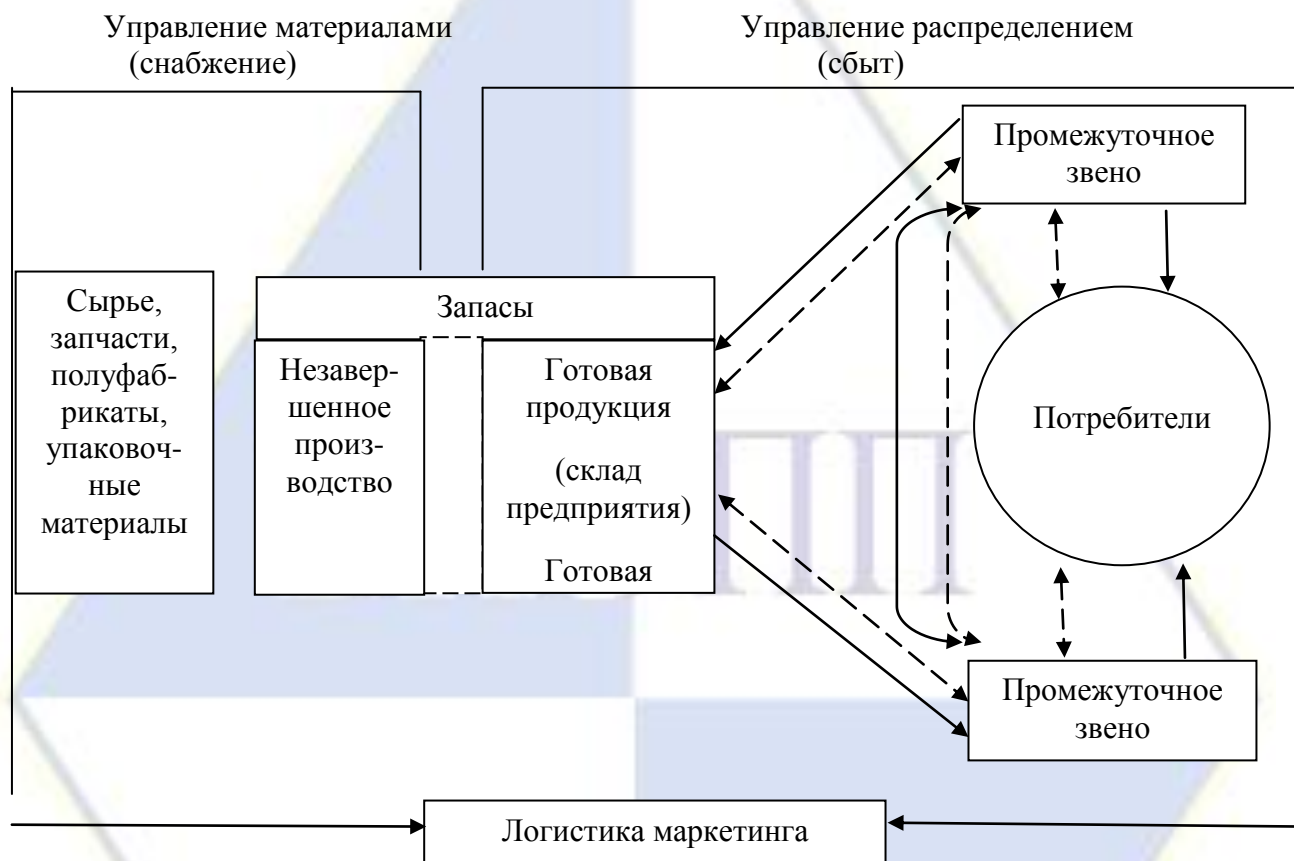 Управление материалами
(снабжение)
Управление распределением
(сбыт)
Промежуточное
звено
Сырье,
запчасти,
полуфаб-
рикаты,
упаковоч-
ные
материалы
Запасы
Незавер-
шенное
произ-
водство
Готовая
продукция
(склад
предприятия)
Готовая
Потребители
Промежуточное
звено
Логистика маркетинга